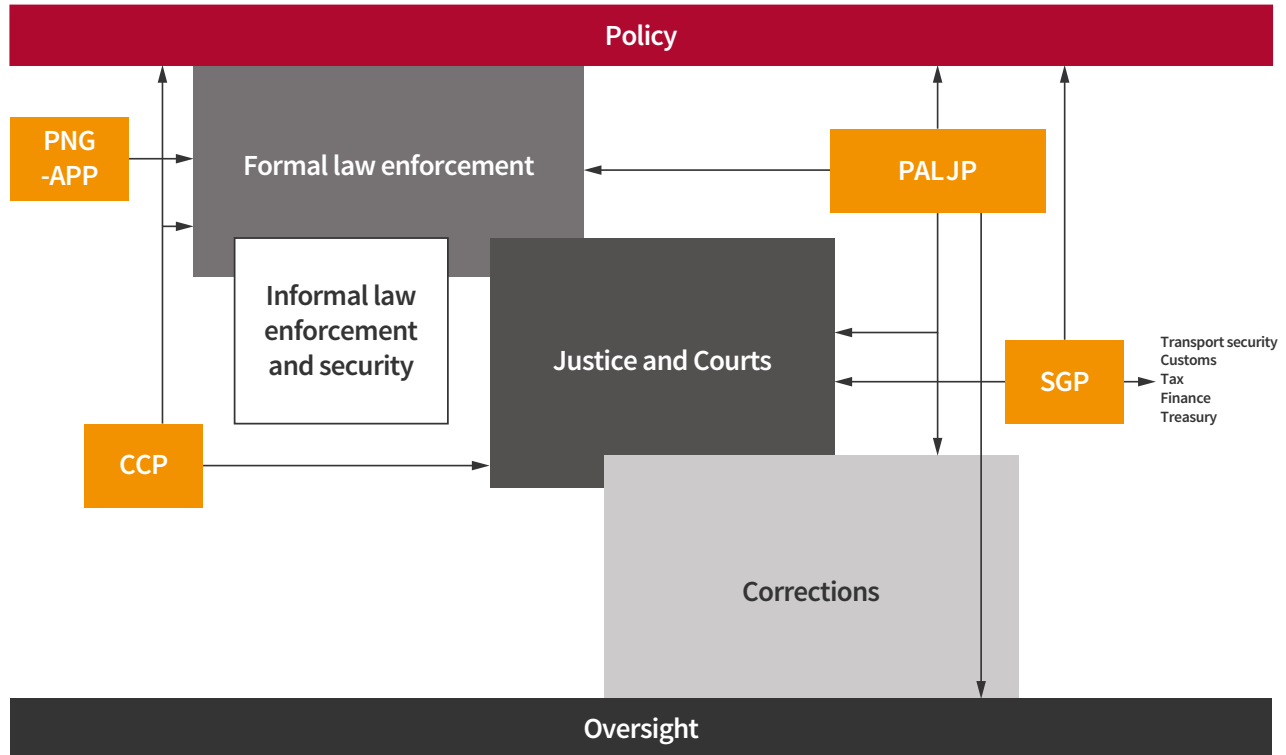 Policy
PNG
-APP
Formal law enforcement
PALJP
Informal law
enforcement
and security
Justice and Courts
SGP
Transport security
Customs
Tax
Finance
Treasury
CCP
Corrections
Oversight